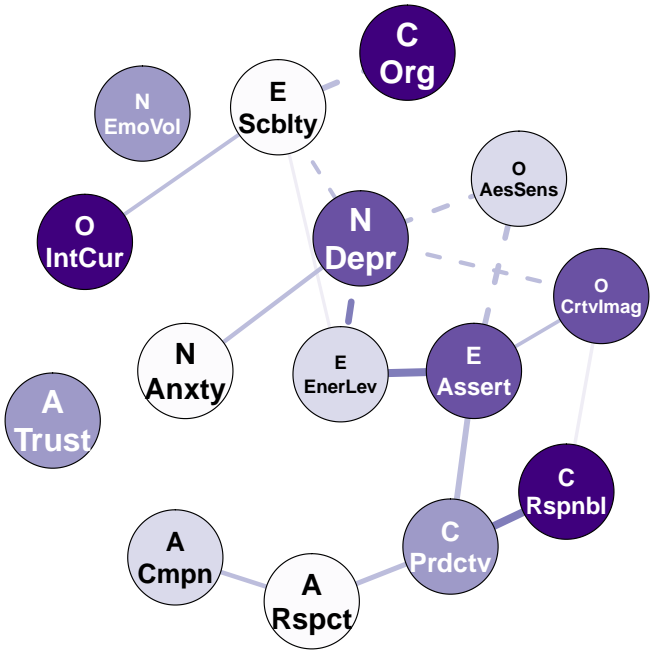 C
Org
E
Scblty
N
EmoVol
O
AesSens
O
IntCur
N
Depr
O
CrtvImag
N
Anxty
E
EnerLev
E
Assert
A
Trust
C
Rspnbl
C
Prdctv
A
Cmpn
A
Rspct